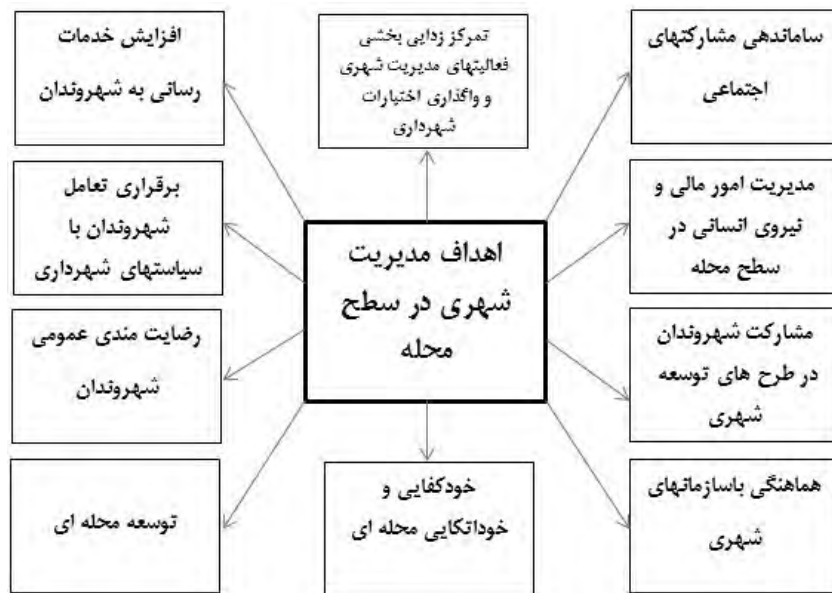 ساماندهی مشارکتهای
اجتماعی
تمرکز زدایی بخشی
فعالیتهای مدیریت شهری
و واگذاری اختیارات
شهرداری
افزایش خدمات
رسانی به شهروندان
مدیریت امور مالی و
نیروی انسانی در
سطح محله
اهداف مدیریت
شهری در سطح
محله
برقراری تعامل
شهروندان با
سیاستهای شهرداری
مشارکت شهروندان
در طرح های توسعه
شهری
رضایت مندی عمومی
شهروندان
هماهنگی باسازمانهای
شهری
خودکفایی و
خوداتکایی محله ای
توسعه محله ای